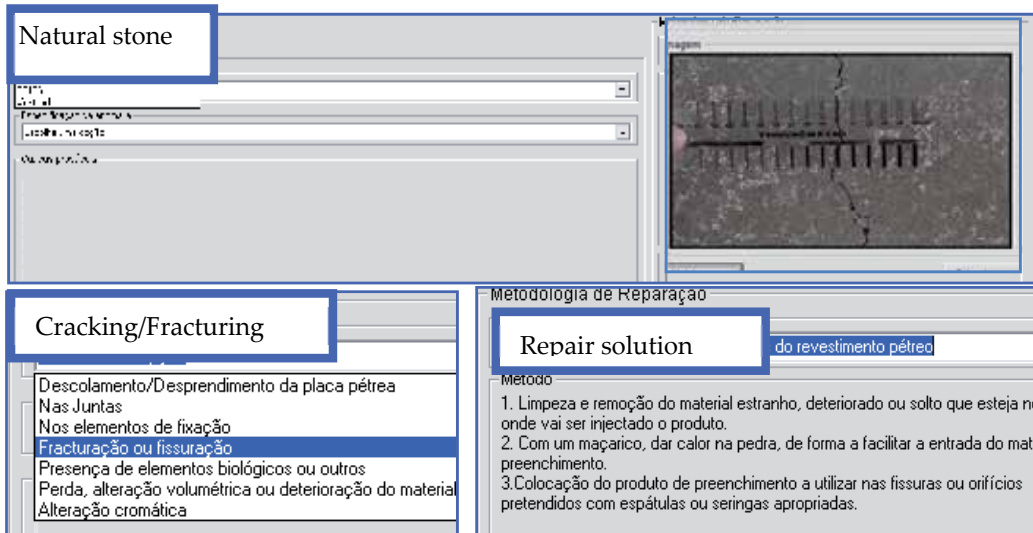 Natural stone
Cracking/Fracturing
Descolamento/Desprendimento da placa pétrea
Nas Juntas
Nos elementos de fixação
Fracturação ou fissuração
Presença de elementos biológicos ou outros
Perda, alteração volumétrica ou deterioração do material
Alteração cromática
Metodologia de Reparação
Repair solution
do revestimento pétreo
Método
1. Limpeza e remoção do material estranho, deteriorado ou solto que esteja
onde vai ser injectado o produto.
2. Com um maçarico, dar calor na pedra, de forma a facilitar a entrada do
preenchimento.
3.Colocação do produto de preenchimento a utilizar nas fissuras ou orifícios
pretendidos com espátulas ou seringas apropriadas.